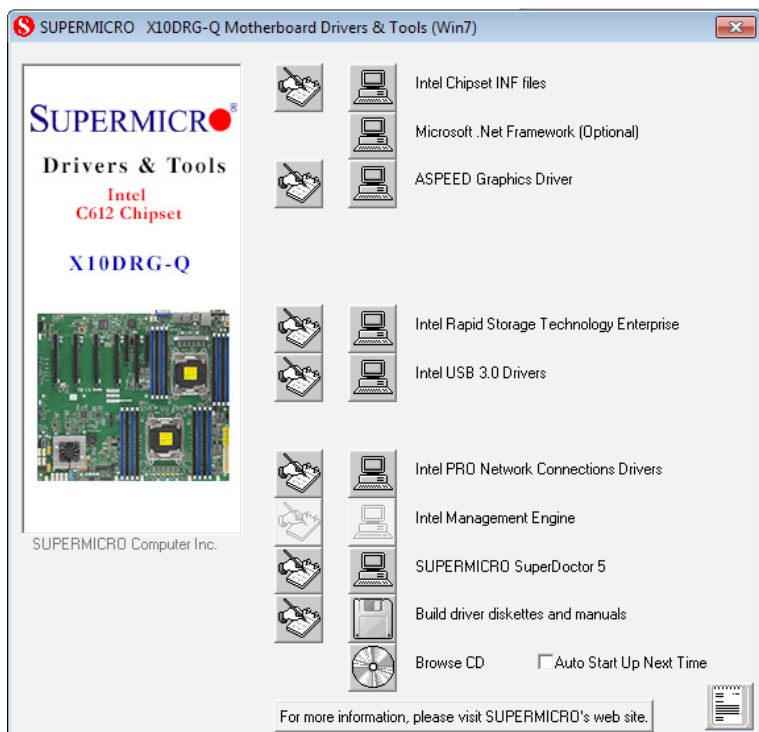 SUPERMICRO X10DRG-Q Motherboard Drivers & Tools (Win7)
SUPERMICRO®
Drivers & Tools
Intel
C612 Chipset
X10DRG-Q
SUPERMICRO Computer Inc.
Intel Chipset INF files
Microsoft .Net Framework (Optional)
ASPEED Graphics Driver
Intel Rapid Storage Technology Enterprise
Intel USB 3.0 Drivers
Intel PRO Network Connections Drivers
Intel Management Engine
SUPERMICRO SuperDoctor 5
Build driver diskettes and manuals
Browse CD
Auto Start Up Next Time
For more information, please visit SUPERMICRO's web site.